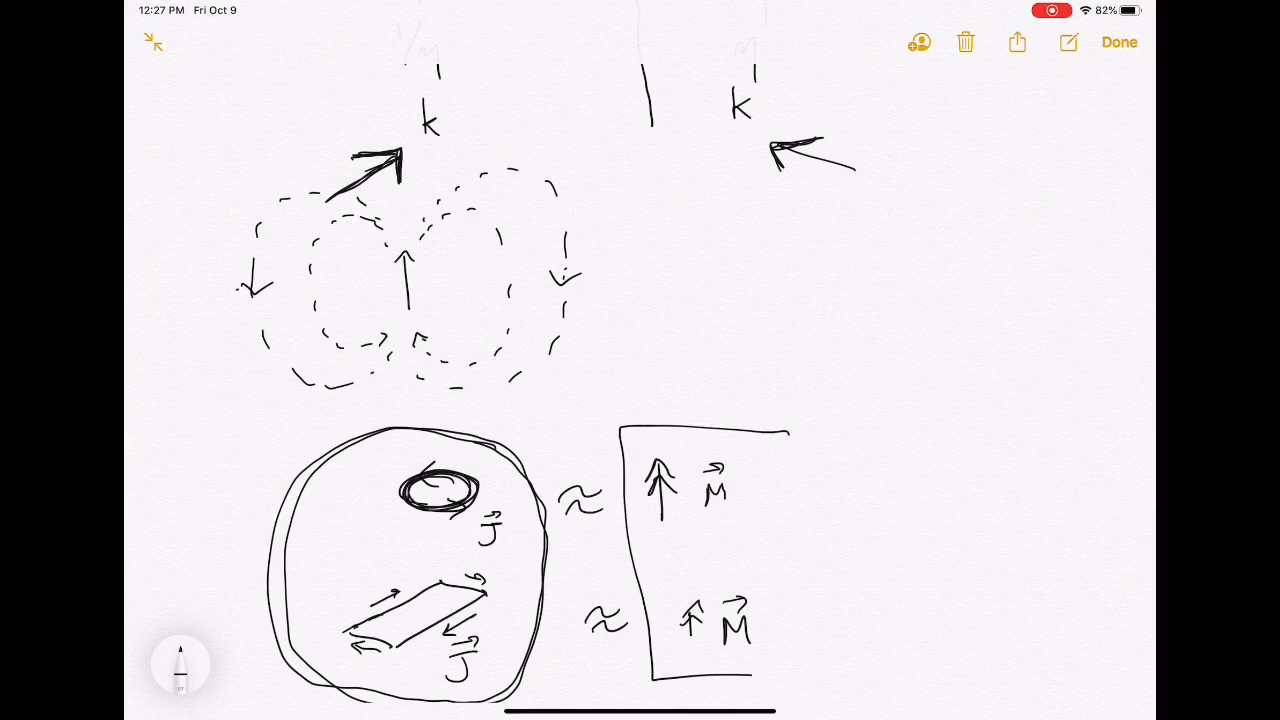 12:27 PM Fri Oct 9
82%
Done
k k
≈ M⃗
J⃗
≈ M⃗
J⃗